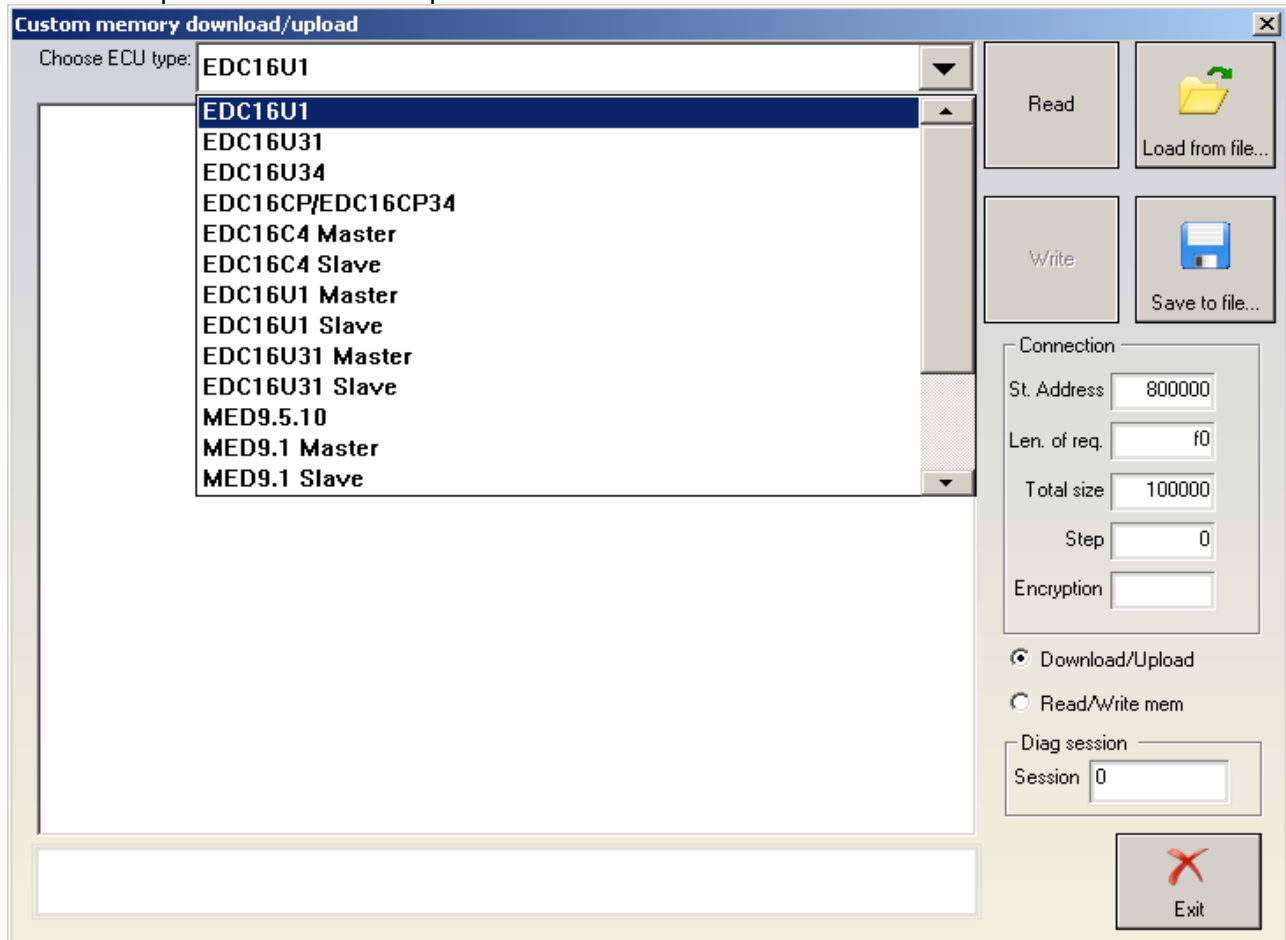 Custom memory download/upload
Choose ECU type:
EDC16U1
EDC16U1
EDC16U31
EDC16U34
EDC16CP/EDC16CP34
EDC16C4 Master
EDC16C4 Slave
EDC16U1 Master
EDC16U1 Slave
EDC16U31 Master
EDC16U31 Slave
MED9.5.10
MED9.1 Master
MED9.1 Slave
Read
Load from file...
Write
Save to file...
Connection
St. Address 800000
Len. of req. f0
Total size 100000
Step 0
Encryption
Download/Upload
Read/Write mem
Diag session
Session 0
Exit